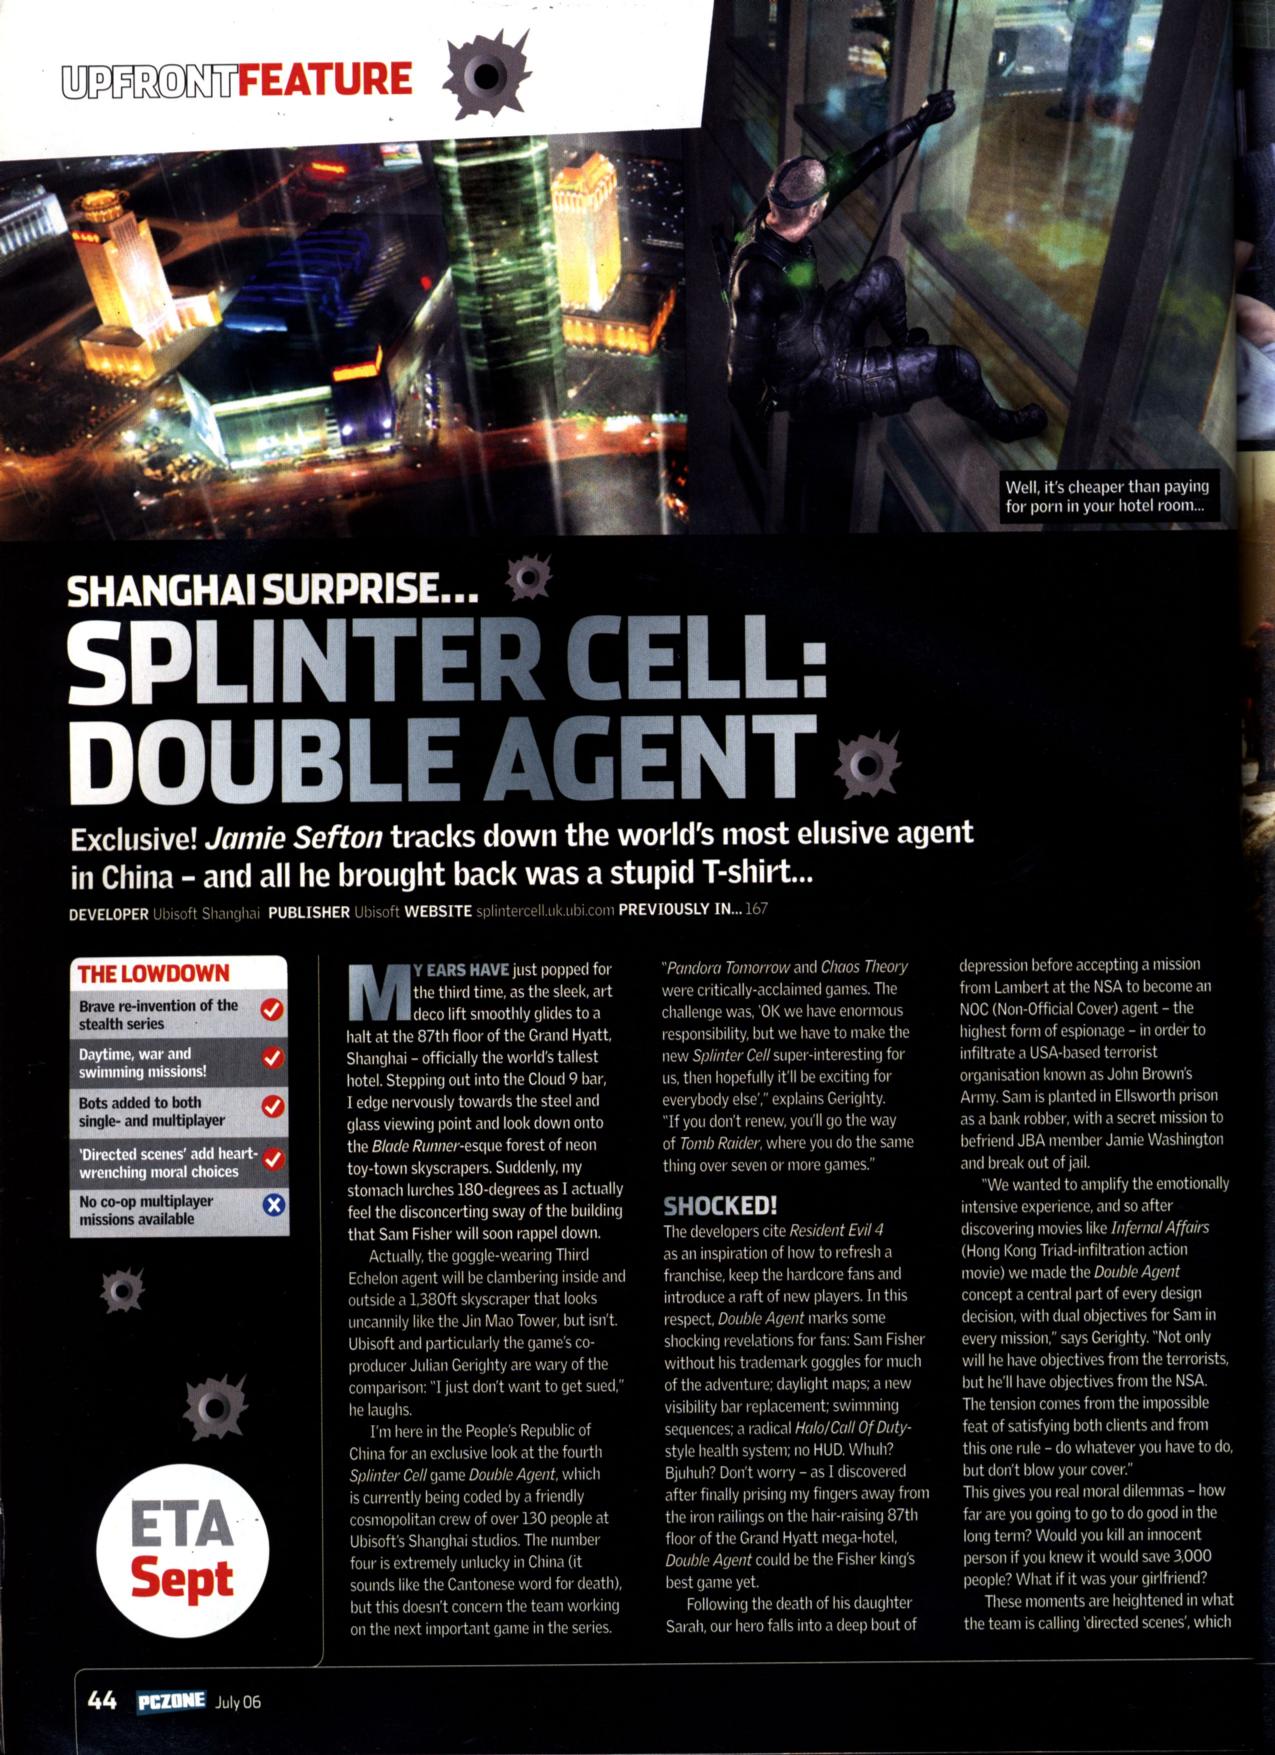 UPFRONTFEATURE
Well, it's cheaper than paying
for porn in your hotel room...
SHANGHAI SURPRISE...
SPLINTER CELL:
DOUBLE AGENT
Exclusive! Jamie Sefton tracks down the world's most elusive agent
in China – and all he brought back was a stupid T-shirt...
DEVELOPER Ubisoft Shanghai PUBLISHER Ubisoft WEBSITE splintercell.uk.ubi.com PREVIOUSLY IN... 167
THE LOWDOWN
Brave re-invention of the
stealth series
Daytime, war and
swimming missions!
Bots added to both
single- and multiplayer
'Directed scenes' add heart-
wrenching moral choices
No co-op multiplayer
missions available
ETA
Sept
MY EARS HAVE just popped for
the third time, as the sleek, art
deco lift smoothly glides to a
halt at the 87th floor of the Grand Hyatt,
Shanghai – officially the world's tallest
hotel. Stepping out into the Cloud 9 bar,
I edge nervously towards the steel and
glass viewing point and look down onto
the Blade Runner-esque forest of neon
toy-town skyscrapers. Suddenly, my
stomach lurches 180-degrees as I actually
feel the disconcerting sway of the building
that Sam Fisher will soon rappel down.
Actually, the goggle-wearing Third
Echelon agent will be clambering inside and
outside a 1,380ft skyscraper that looks
uncannily like the Jin Mao Tower, but isn't.
Ubisoft and particularly the game's co-
producer Julian Gerighty are wary of the
comparison: "I just don't want to get sued,"
he laughs.
I'm here in the People's Republic of
China for an exclusive look at the fourth
Splinter Cell game Double Agent, which
is currently being coded by a friendly
cosmopolitan crew of over 130 people at
Ubisoft's Shanghai studios. The number
four is extremely unlucky in China (it
sounds like the Cantonese word for death),
but this doesn't concern the team working
on the next important game in the series.
"Pandora Tomorrow and Chaos Theory
were critically-acclaimed games. The
challenge was, 'OK we have enormous
responsibility, but we have to make the
new Splinter Cell super-interesting for
us, then hopefully it'll be exciting for
everybody else'," explains Gerighty.
"If you don't renew, you'll go the way
of Tomb Raider, where you do the same
thing over seven or more games."
SHOCKED!
The developers cite Resident Evil 4
as an inspiration of how to refresh a
franchise, keep the hardcore fans and
introduce a raft of new players. In this
respect, Double Agent marks some
shocking revelations for fans: Sam Fisher
without his trademark goggles for much
of the adventure; daylight maps; a new
visibility bar replacement; swimming
sequences; a radical Halo/Call Of Duty-
style health system; no HUD. Whuh?
Bjuhuh? Don't worry – as I discovered
after finally prising my fingers away from
the iron railings on the hair-raising 87th
floor of the Grand Hyatt mega-hotel,
Double Agent could be the Fisher king's
best game yet.
Following the death of his daughter
Sarah, our hero falls into a deep bout of
depression before accepting a mission
from Lambert at the NSA to become an
NOC (Non-Official Cover) agent – the
highest form of espionage – in order to
infiltrate a USA-based terrorist
organisation known as John Brown's
Army. Sam is planted in Ellsworth prison
as a bank robber, with a secret mission to
befriend JBA member Jamie Washington
and break out of jail.
"We wanted to amplify the emotionally
intensive experience, and so after
discovering movies like Infernal Affairs
(Hong Kong Triad-infiltration action
movie) we made the Double Agent
concept a central part of every design
decision, with dual objectives for Sam in
every mission," says Gerighty. "Not only
will he have objectives from the terrorists,
but he'll have objectives from the NSA.
The tension comes from the impossible
feat of satisfying both clients and from
this one rule – do whatever you have to do,
but don't blow your cover."
This gives you real moral dilemmas – how
far are you going to go to do good in the
long term? Would you kill an innocent
person if you knew it would save 3,000
people? What if it was your girlfriend?
These moments are heightened in what
the team is calling 'directed scenes', which
44 PCZONE July 06